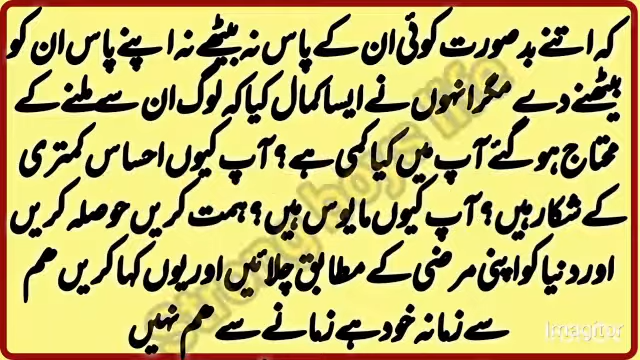 کہ اتنے بدصورت کوئی ان کے پاس نہ بیٹھے نہ اپنے پاس ان کو
بیٹھنے دے مگر انہوں نے ایسا کمال کیا کہ لوگ ان سے ملنے کے
محتاج ہو گئے آپ میں کیا کمی ہے؟ آپ کیوں احساس کمتری
کے شکار ہیں؟ آپ کیوں مایوس ہیں؟ ہمت کریں حوصلہ کریں
اور دنیا کو اپنی مرضی کے مطابق چلائیں اور یوں کہا کریں ھم
سے زمانہ خود ہے زمانے سے ھم نہیں
Imagitor